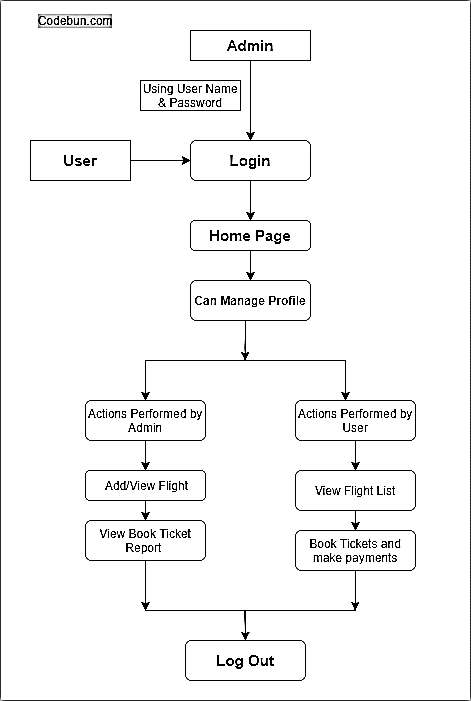 Codebun.com
Admin
Using User Name
& Password
User
Login
Home Page
Can Manage Profile
Actions Performed by
Admin
Actions Performed by
User
Add/View Flight
View Flight List
View Book Ticket
Report
Book Tickets and
make payments
Log Out